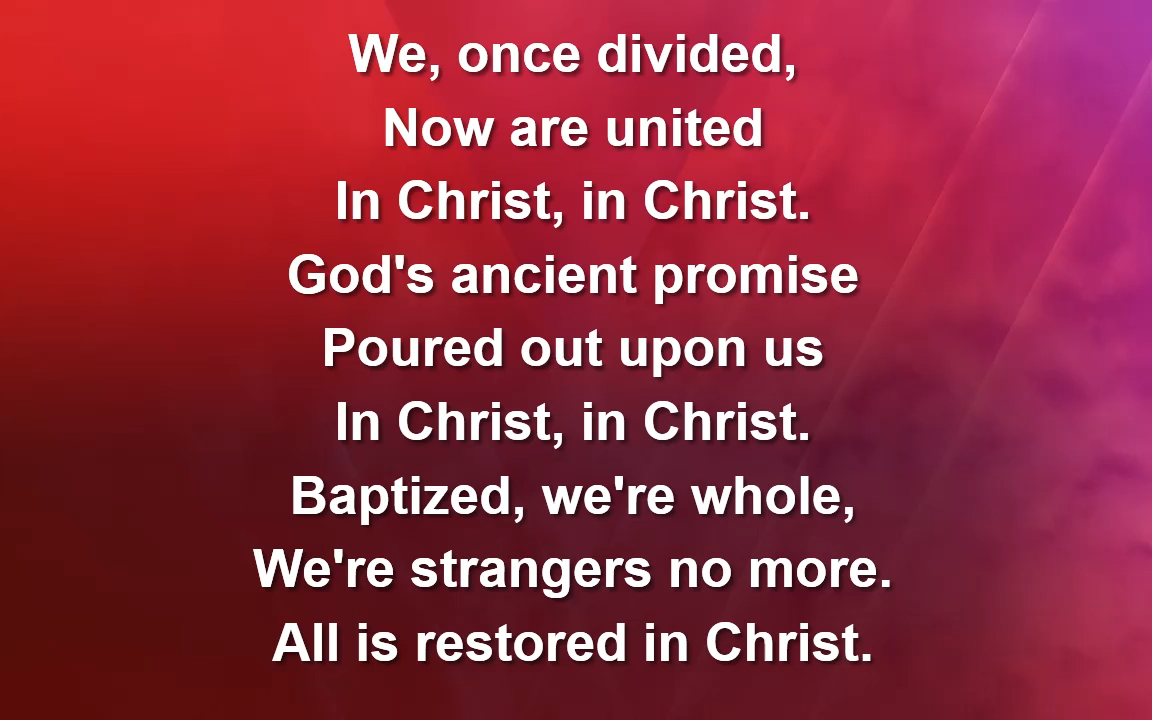 We, once divided,
Now are united
In Christ, in Christ.
God's ancient promise
Poured out upon us
In Christ, in Christ.
Baptized, we're whole,
We're strangers no more.
All is restored in Christ.